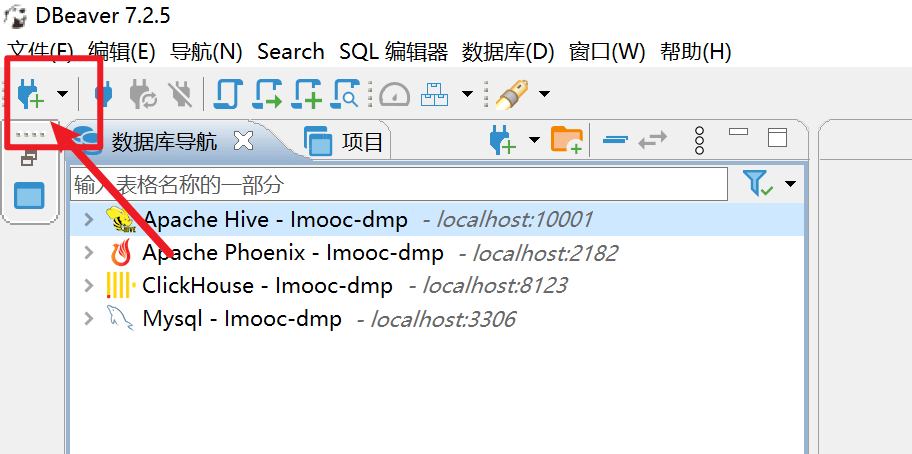 DBeaver 7.2.5
文件(F) 编辑(E) 导航(N) Search SQL 编辑器 数据库(D) 窗口(W) 帮助(H)
数据库导航 项目
输入表格名称的一部分
HIVE Apache Hive - Imooc-dmp - localhost:10001
Apache Phoenix - Imooc-dmp - localhost:2182
ClickHouse - Imooc-dmp - localhost:8123
Mysql - Imooc-dmp - localhost:3306